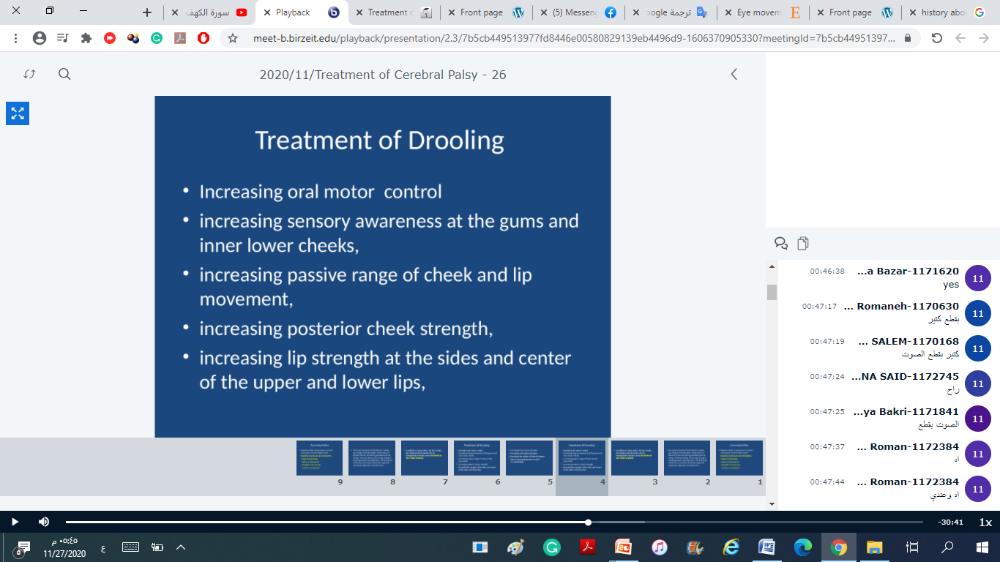 سورة الكهف
Playback
Treatment o
Front page
(5) Messeng
ترجمة oogle
Eye movem
Front page
history abo
meet-b.birzeit.edu/playback/presentation/2.3/7b5cb449513977fd8446e00580829139eb4496d9-1606370905330?meetingId=7b5cb44951397...
2020/11/Treatment of Cerebral Palsy - 26
Treatment of Drooling
• Increasing oral motor control
• increasing sensory awareness at the gums and
inner lower cheeks,
• increasing passive range of cheek and lip
movement,
• increasing posterior cheek strength,
• increasing lip strength at the sides and center
of the upper and lower lips,
00:46:38 ...a Bazar-1171620
yes
00:47:17 ... Romaneh-1170630
بقطع كتير
00:47:19 ... SALEM-1170168
كتير بقطع الصوت
00:47:24 ...NA SAID-1172745
راح
00:47:25 ...ya Bakri-1171841
الصوت بقطع
00:47:37 ... Roman-1172384
اه
00:47:44 ... Roman-1172384
اه وعندي
11
11
11
11
11
11
11
9
8
7
6
5
4
3
2
1
-30:41
1x
٠٥:٤٥ م
11/27/2020
ع